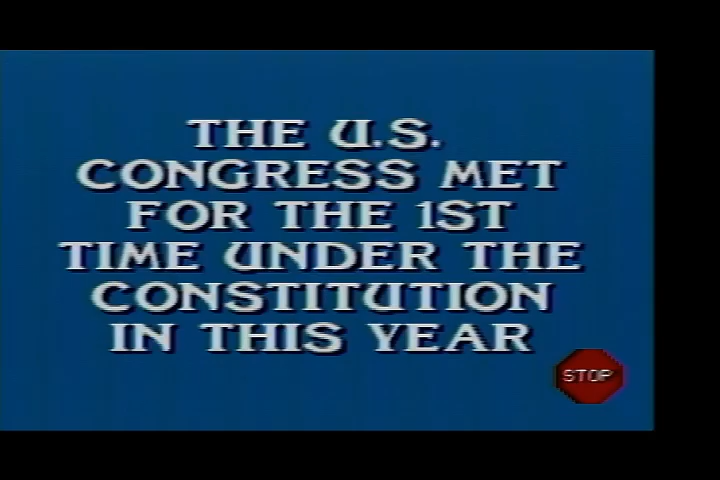 THE U.S.
CONGRESS MET
FOR THE 1ST
TIME UNDER THE
CONSTITUTION
IN THIS YEAR
STOP